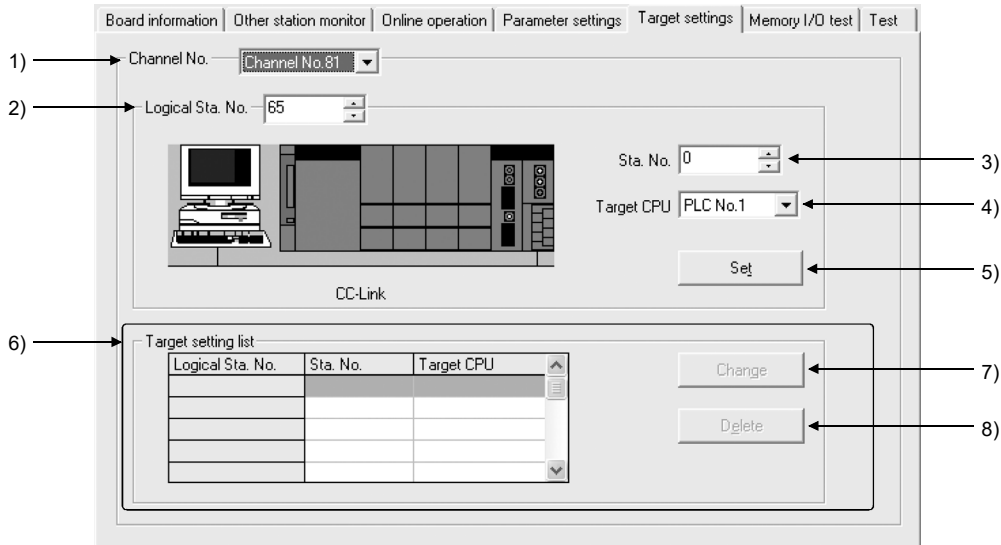 Board information Other station monitor Online operation Parameter settings Target settings Memory I/O test Test
1) Channel No. Channel No.81
2) Logical Sta. No. 65
Sta. No. 0 3)
Target CPU PLC No.1 4)
Set 5)
CC-Link
6) Target setting list
Logical Sta. No. Sta. No. Target CPU
Change 7)
Delete 8)